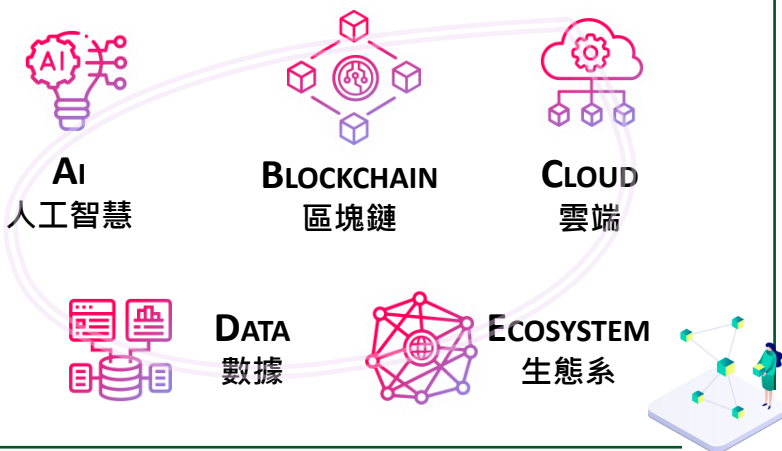 AI
AI
人工智慧
BLOCKCHAIN
區塊鏈
CLOUD
雲端
DATA
數據
ECOSYSTEM
生態系